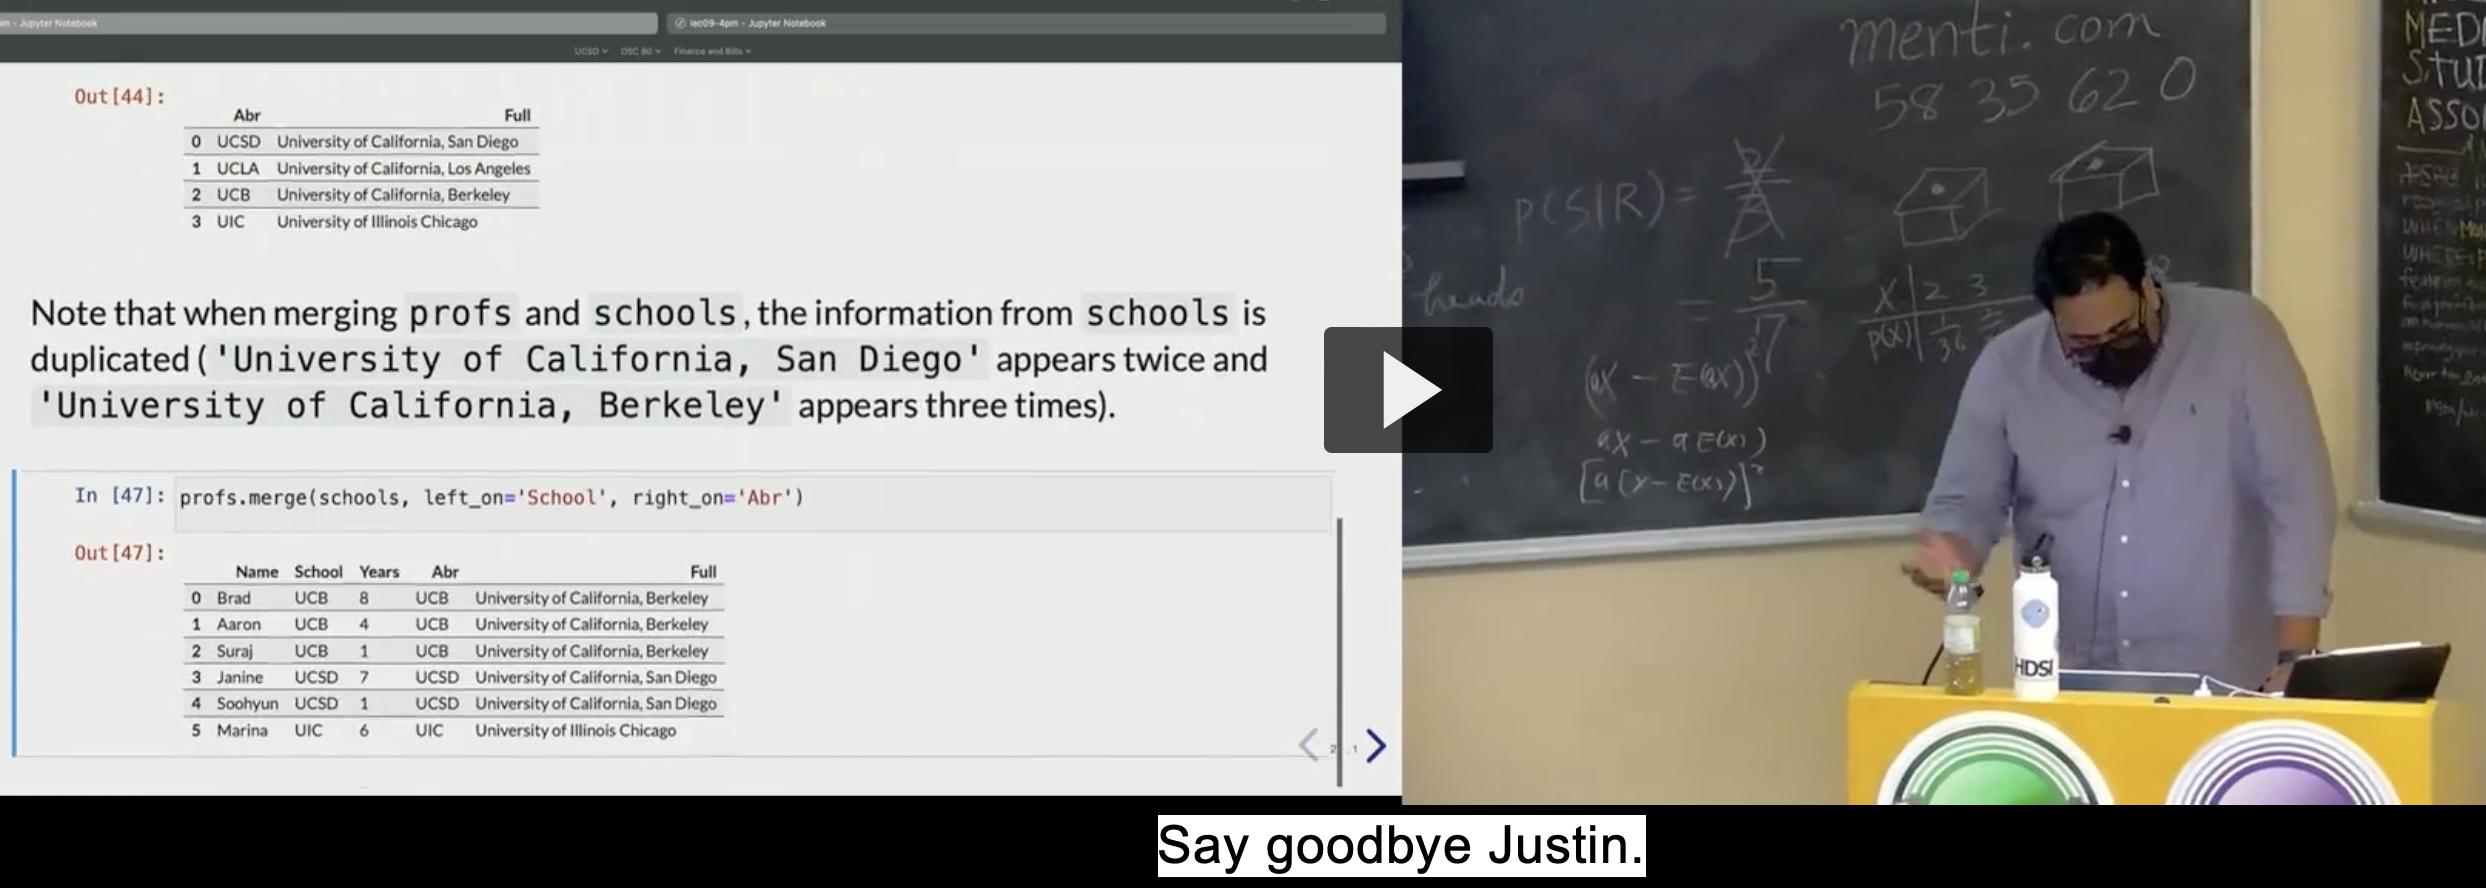 m - Jupyter Notebook
lec09-4pm - Jupyter Notebook
UCSD DSC 80 Finance and Bills
Out[44]:
Abr Full
0 UCSD University of California, San Diego
1 UCLA University of California, Los Angeles
2 UCB University of California, Berkeley
3 UIC University of Illinois Chicago
Note that when merging profs and schools, the information from schools is
duplicated ('University of California, San Diego' appears twice and
'University of California, Berkeley' appears three times).
In [47]: profs.merge(schools, left_on='School', right_on='Abr')
Out[47]:
Name School Years Abr Full
0 Brad UCB 8 UCB University of California, Berkeley
1 Aaron UCB 4 UCB University of California, Berkeley
2 Suraj UCB 1 UCB University of California, Berkeley
3 Janine UCSD 7 UCSD University of California, San Diego
4 Soohyun UCSD 1 UCSD University of California, San Diego
5 Marina UIC 6 UIC University of Illinois Chicago
2.1
menti.com
58 35 62 0
P(S|R) =
heads
= 5/17
X | 2 3
P(X) | 1/36
(aX - E(aX))²
aX - aE(X)
[a(X-E(X))]²
MED
STU
ASSO
HDSI
Say goodbye Justin.